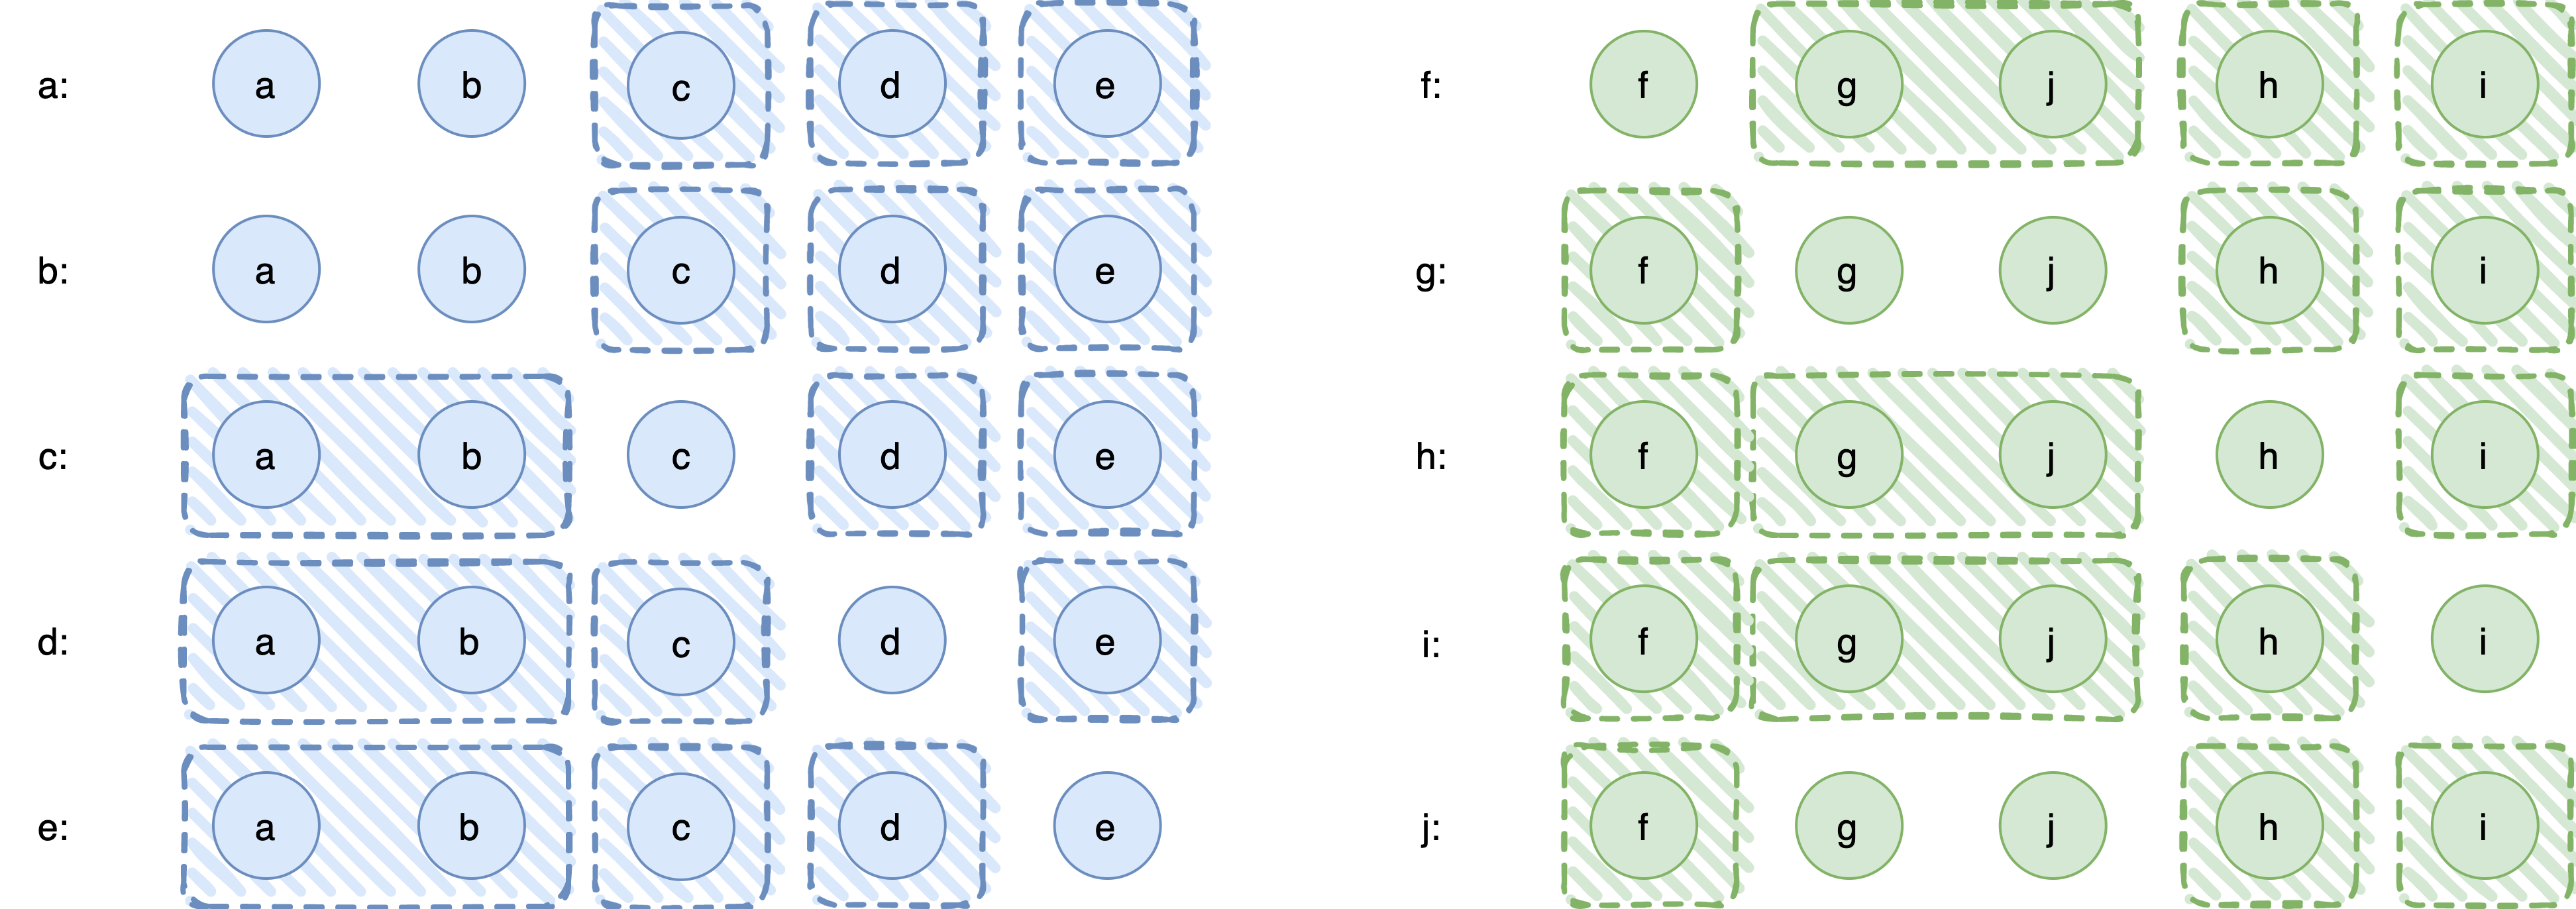 a: a b c d e
b: a b c d e
c: a b c d e
d: a b c d e
e: a b c d e
f: f g j h i
g: f g j h i
h: f g j h i
i: f g j h i
j: f g j h i